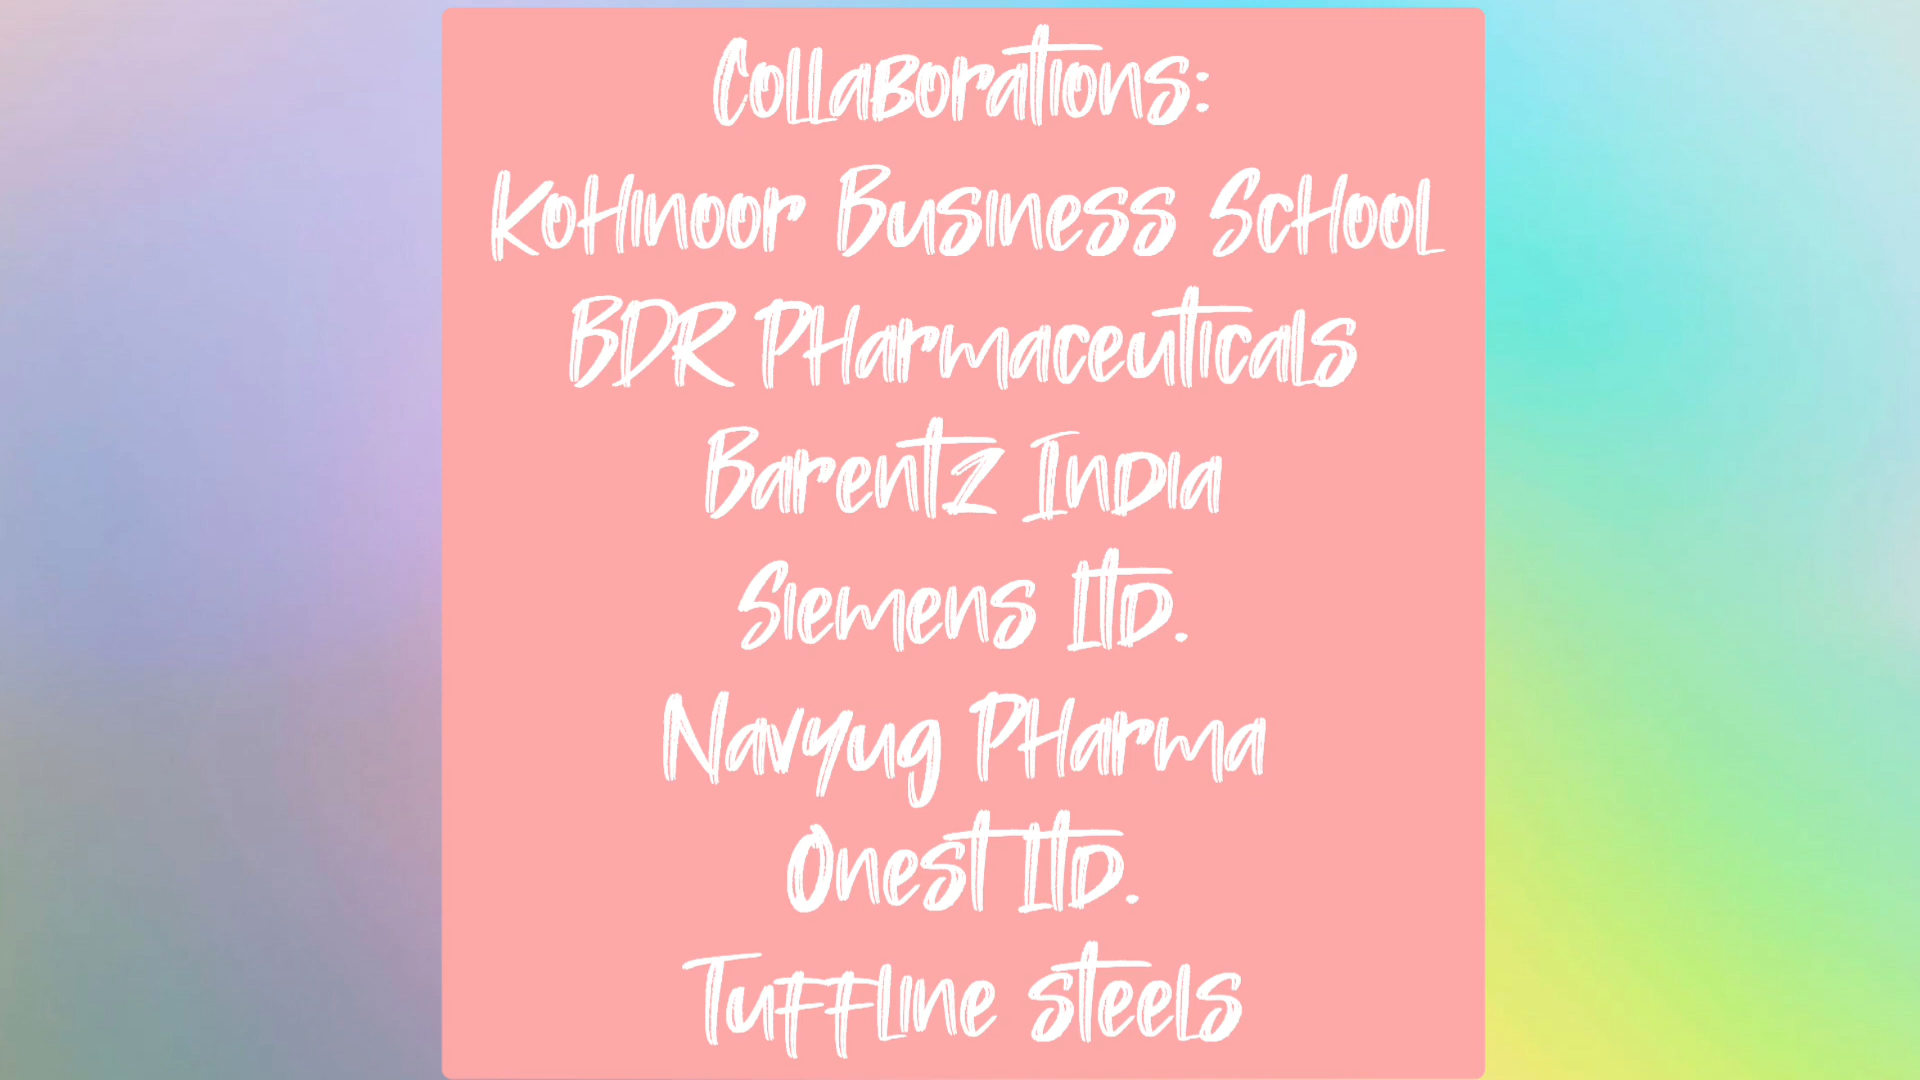 Collaborations:
Kohinoor Business School
BDR Pharmaceuticals
Barentz India
Siemens ltd.
Navyug Pharma
Onest ltd.
Tuffline steels